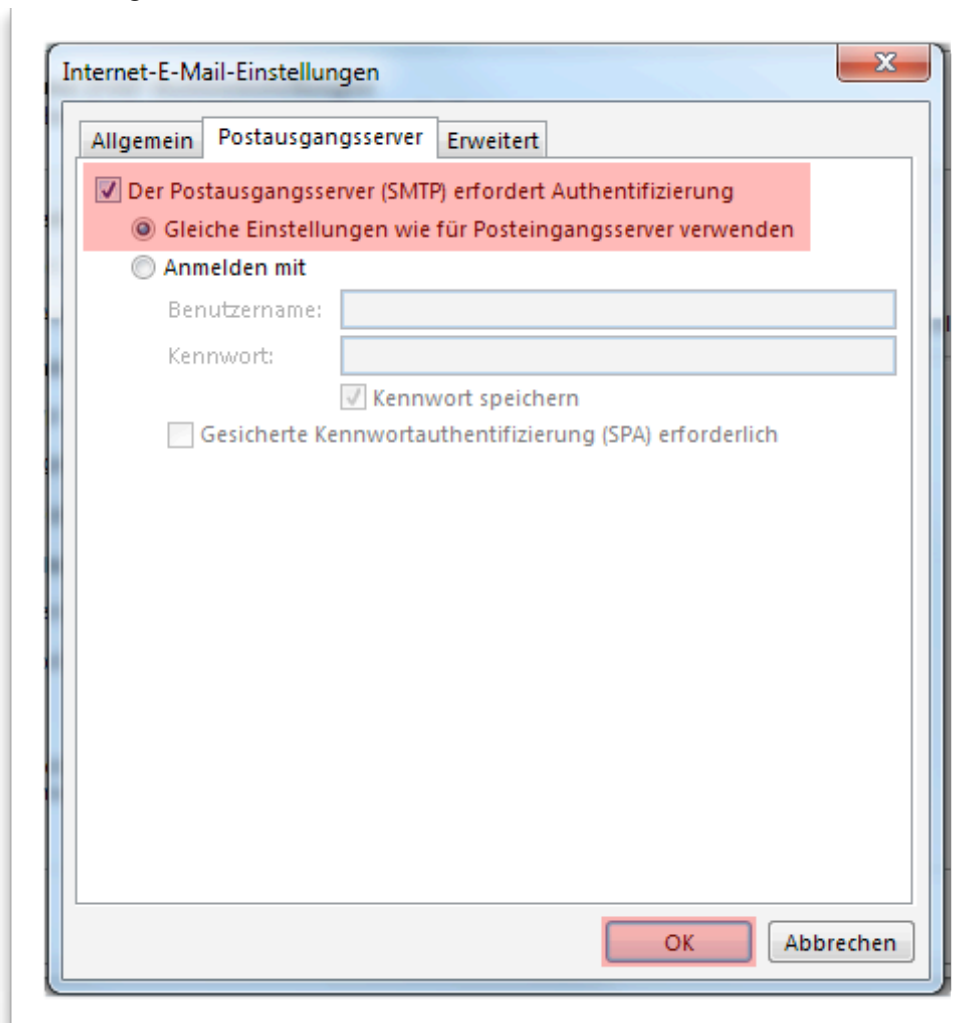 Internet-E-Mail-Einstellungen
Allgemein Postausgangsserver Erweitert
Der Postausgangsserver (SMTP) erfordert Authentifizierung
Gleiche Einstellungen wie für Posteingangsserver verwenden
Anmelden mit
Benutzername:
Kennwort:
Kennwort speichern
Gesicherte Kennwortauthentifizierung (SPA) erforderlich
OK Abbrechen